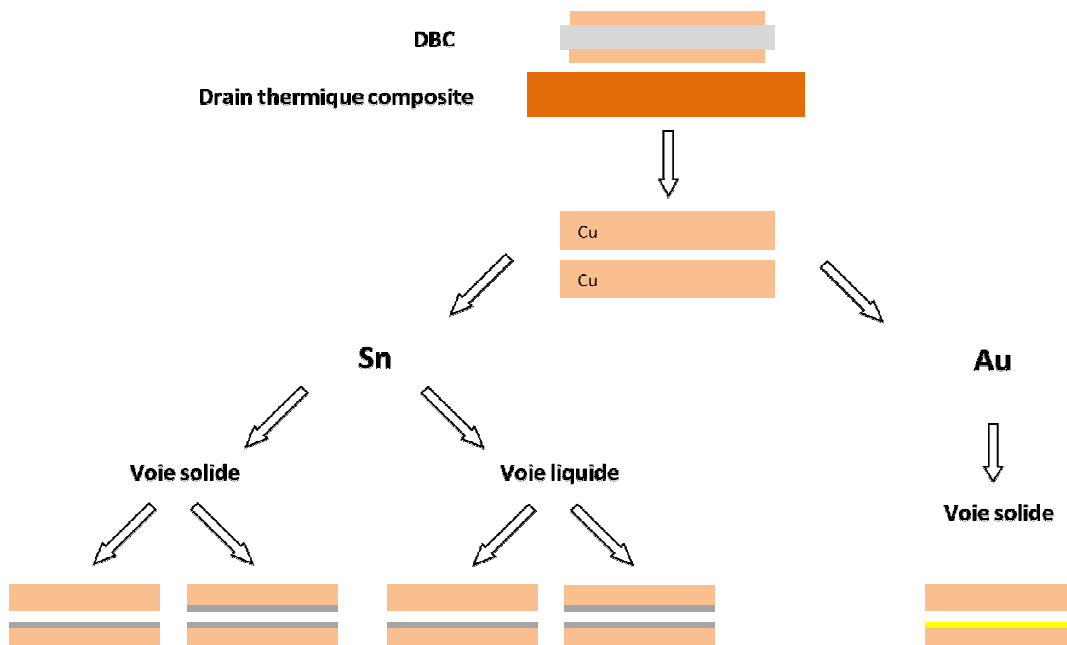 DBC
Drain thermique composite
Cu
Cu
Sn
Au
Voie solide
Voie liquide
Voie solide